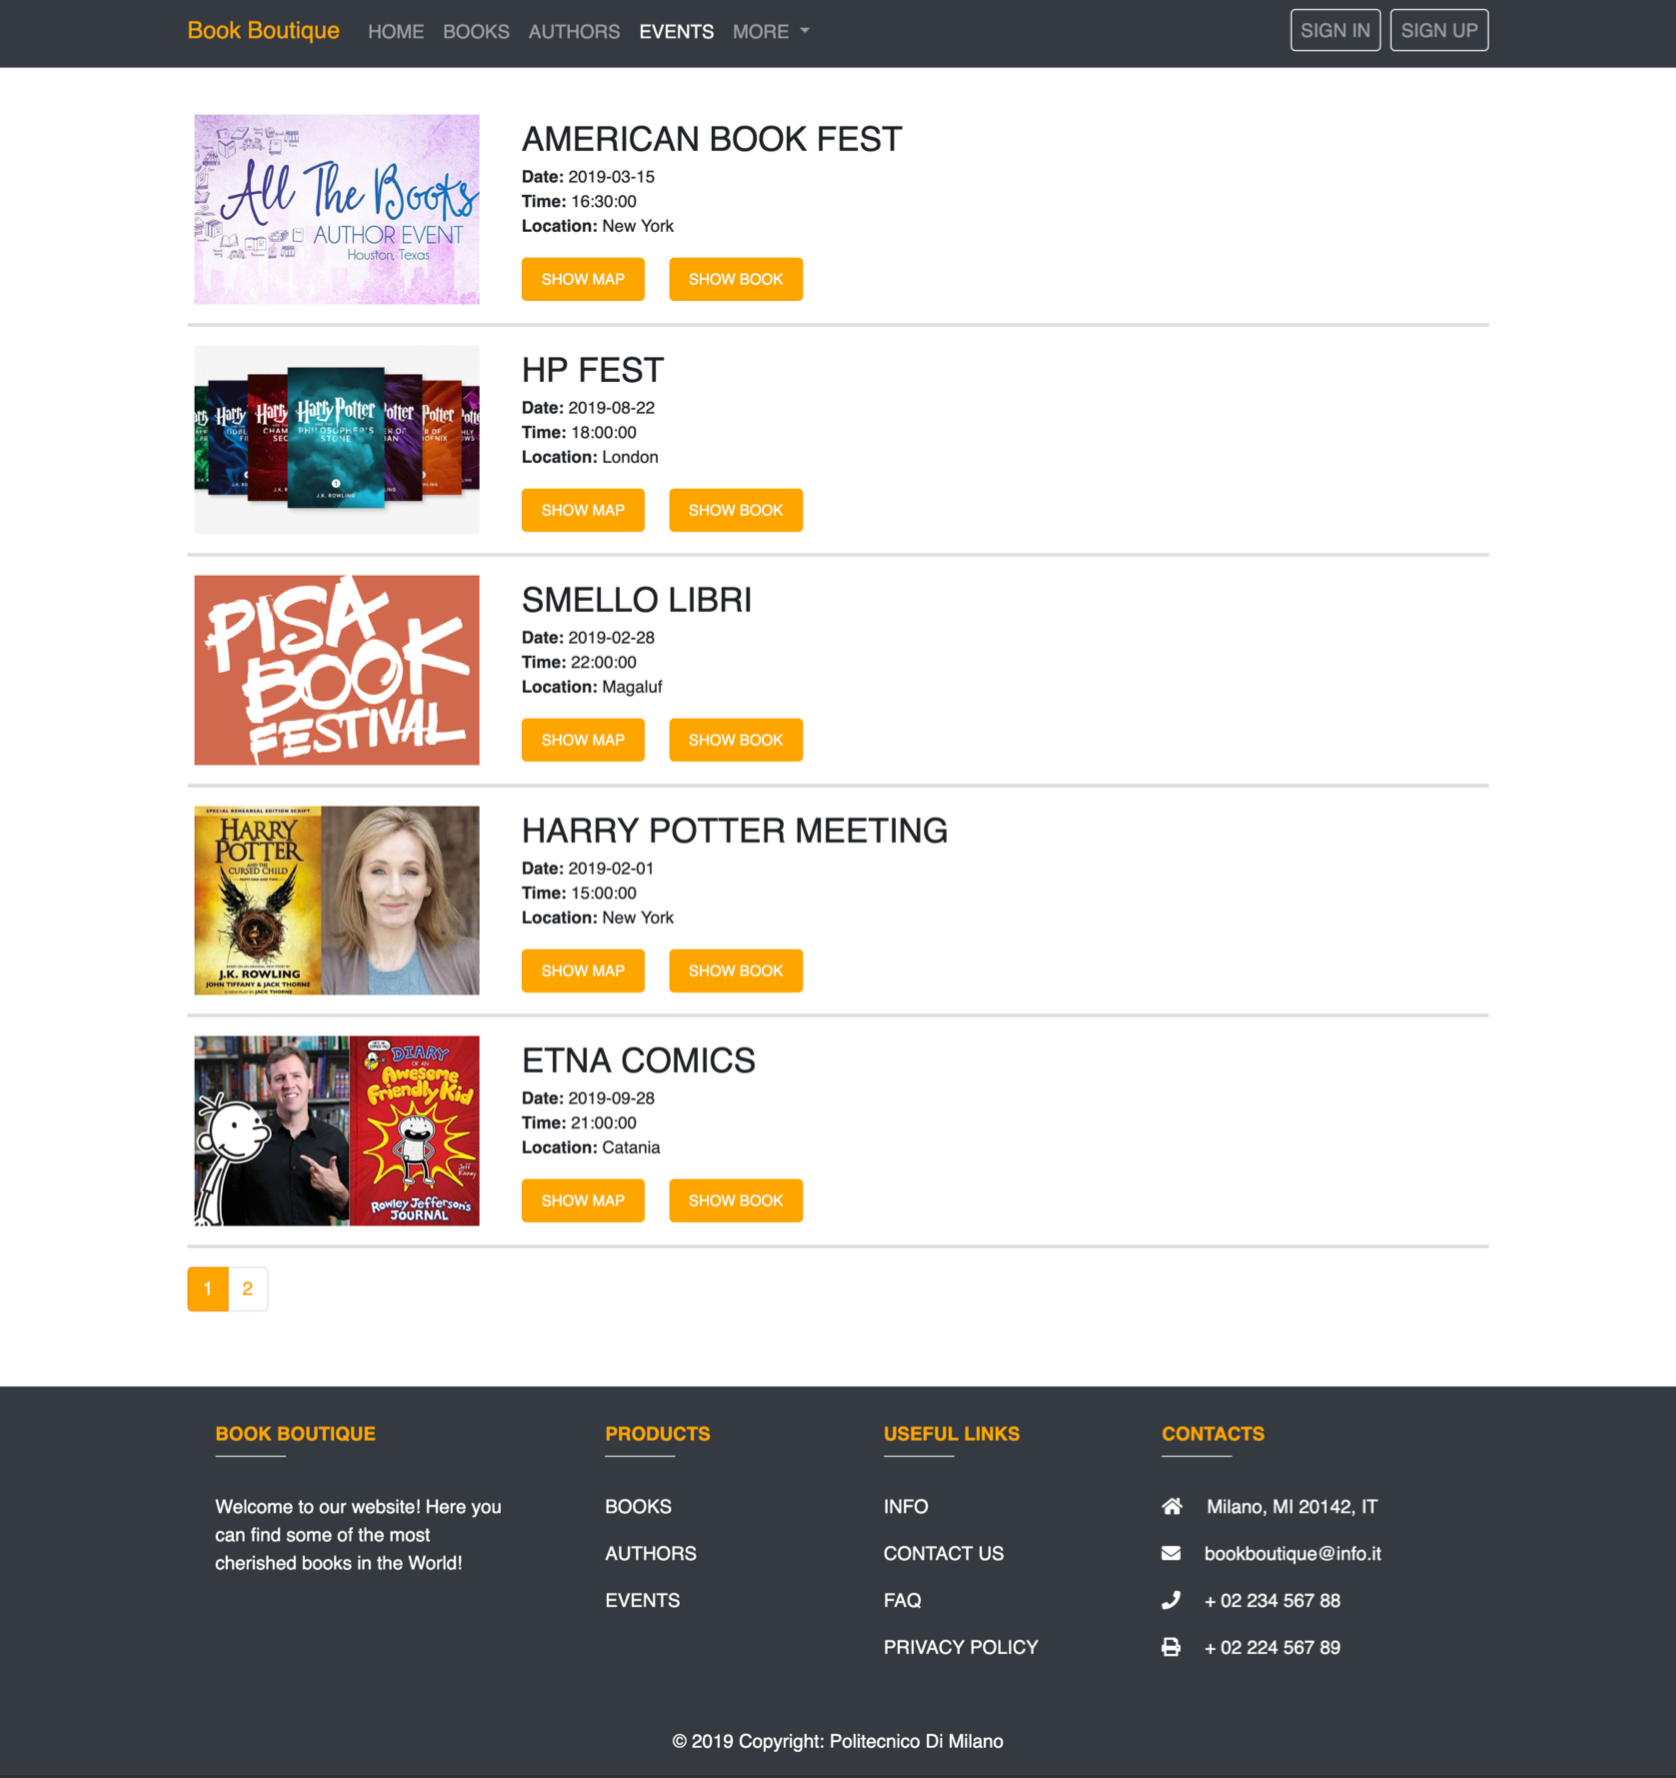 Book Boutique HOME BOOKS AUTHORS EVENTS MORE SIGN IN SIGN UP
All The Books
AUTHOR EVENT
Houston, Texas
AMERICAN BOOK FEST
Date: 2019-03-15
Time: 16:30:00
Location: New York
SHOW MAP SHOW BOOK
Harry Potter
PHILOSOPHER'S
STONE
J.K. ROWLING
HP FEST
Date: 2019-08-22
Time: 18:00:00
Location: London
SHOW MAP SHOW BOOK
PISA
BOOK
FESTIVAL
SMELLO LIBRI
Date: 2019-02-28
Time: 22:00:00
Location: Magaluf
SHOW MAP SHOW BOOK
SPECIAL REHEARSAL EDITION SCRIPT
HARRY
POTTER
AND THE
CURSED CHILD
J.K. ROWLING
JOHN TIFFANY & JACK THORNE
A NEW PLAY BY JACK THORNE
HARRY POTTER MEETING
Date: 2019-02-01
Time: 15:00:00
Location: New York
SHOW MAP SHOW BOOK
DIARY
OF AN
Awesome
Friendly Kid
Jeff
Kinney
Rowley Jefferson's
JOURNAL
ETNA COMICS
Date: 2019-09-28
Time: 21:00:00
Location: Catania
SHOW MAP SHOW BOOK
1 2
BOOK BOUTIQUE
Welcome to our website! Here you
can find some of the most
cherished books in the World!
PRODUCTS
BOOKS
AUTHORS
EVENTS
USEFUL LINKS
INFO
CONTACT US
FAQ
PRIVACY POLICY
CONTACTS
Milano, MI 20142, IT
bookboutique@info.it
+ 02 234 567 88
+ 02 224 567 89
© 2019 Copyright: Politecnico Di Milano